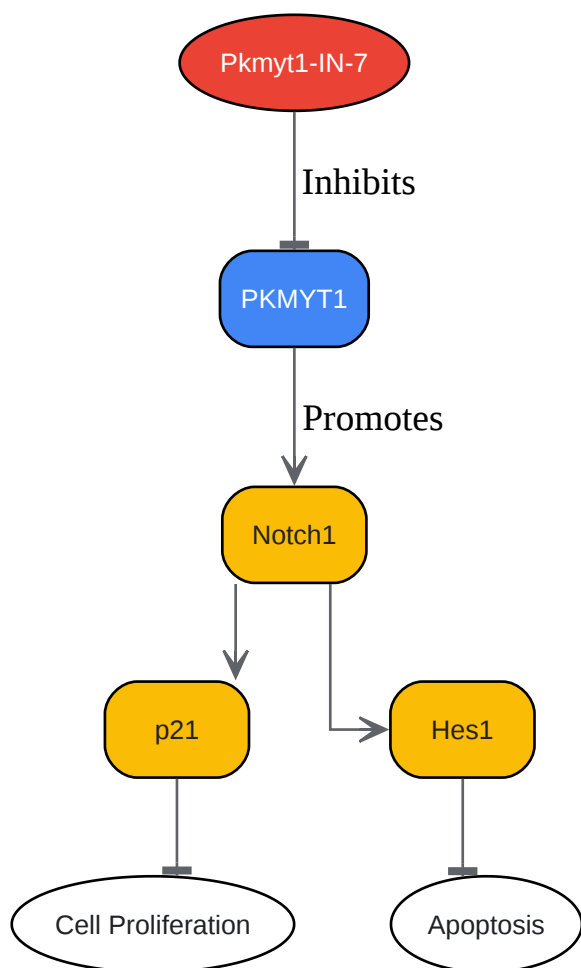 Pkmyt1-IN-7
Inhibits
PKMYT1
Promotes
Notch1
p21
Hes1
Cell Proliferation
Apoptosis